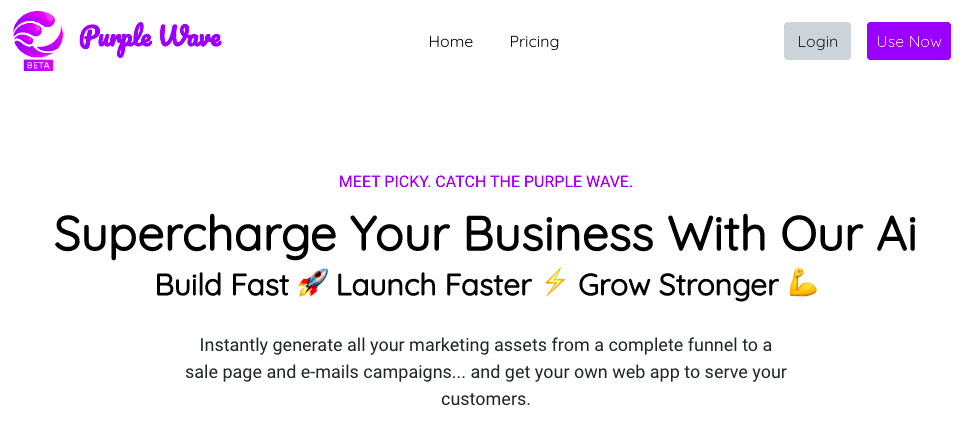 Purple Wave
BETA
Home
Pricing
Login
Use Now
MEET PICKY. CATCH THE PURPLE WAVE.
Supercharge Your Business With Our Ai
Build Fast 🚀 Launch Faster ⚡ Grow Stronger 💪
Instantly generate all your marketing assets from a complete funnel to a
sale page and e-mails campaigns... and get your own web app to serve your
customers.